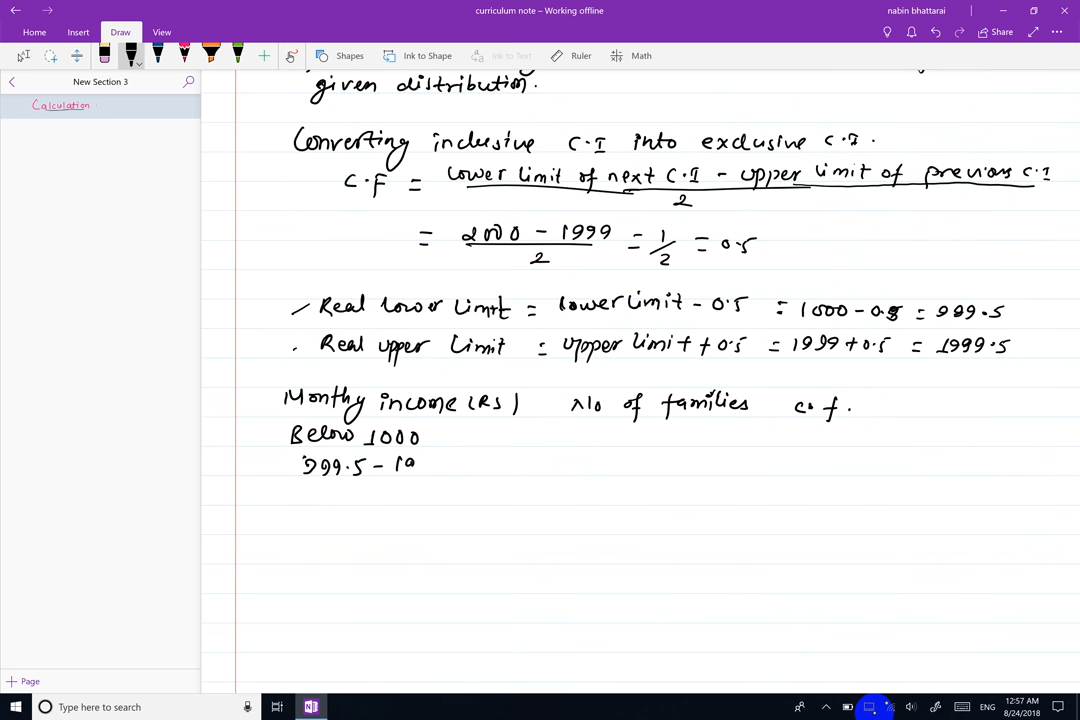 curriculum note – Working offline
nabin bhattarai
Home Insert Draw View
Share
Shapes Ink to Shape Ink to Text Ruler Math
New Section 3
Calculation
given distribution.
Converting inclusive C.I into exclusive C.I.
C.F = lower limit of next C.I - upper limit of previous C.I
2
= 2000 - 1999 = 1/2 = 0.5
2
Real lower limit = lower limit - 0.5 = 1000 - 0.5 = 999.5
Real upper limit = upper limit + 0.5 = 1999 + 0.5 = 1999.5
Monthy income (RS) No of families c.f.
Below 1000
999.5 - 19
Page
Type here to search
ENG
12:57 AM
8/24/2018